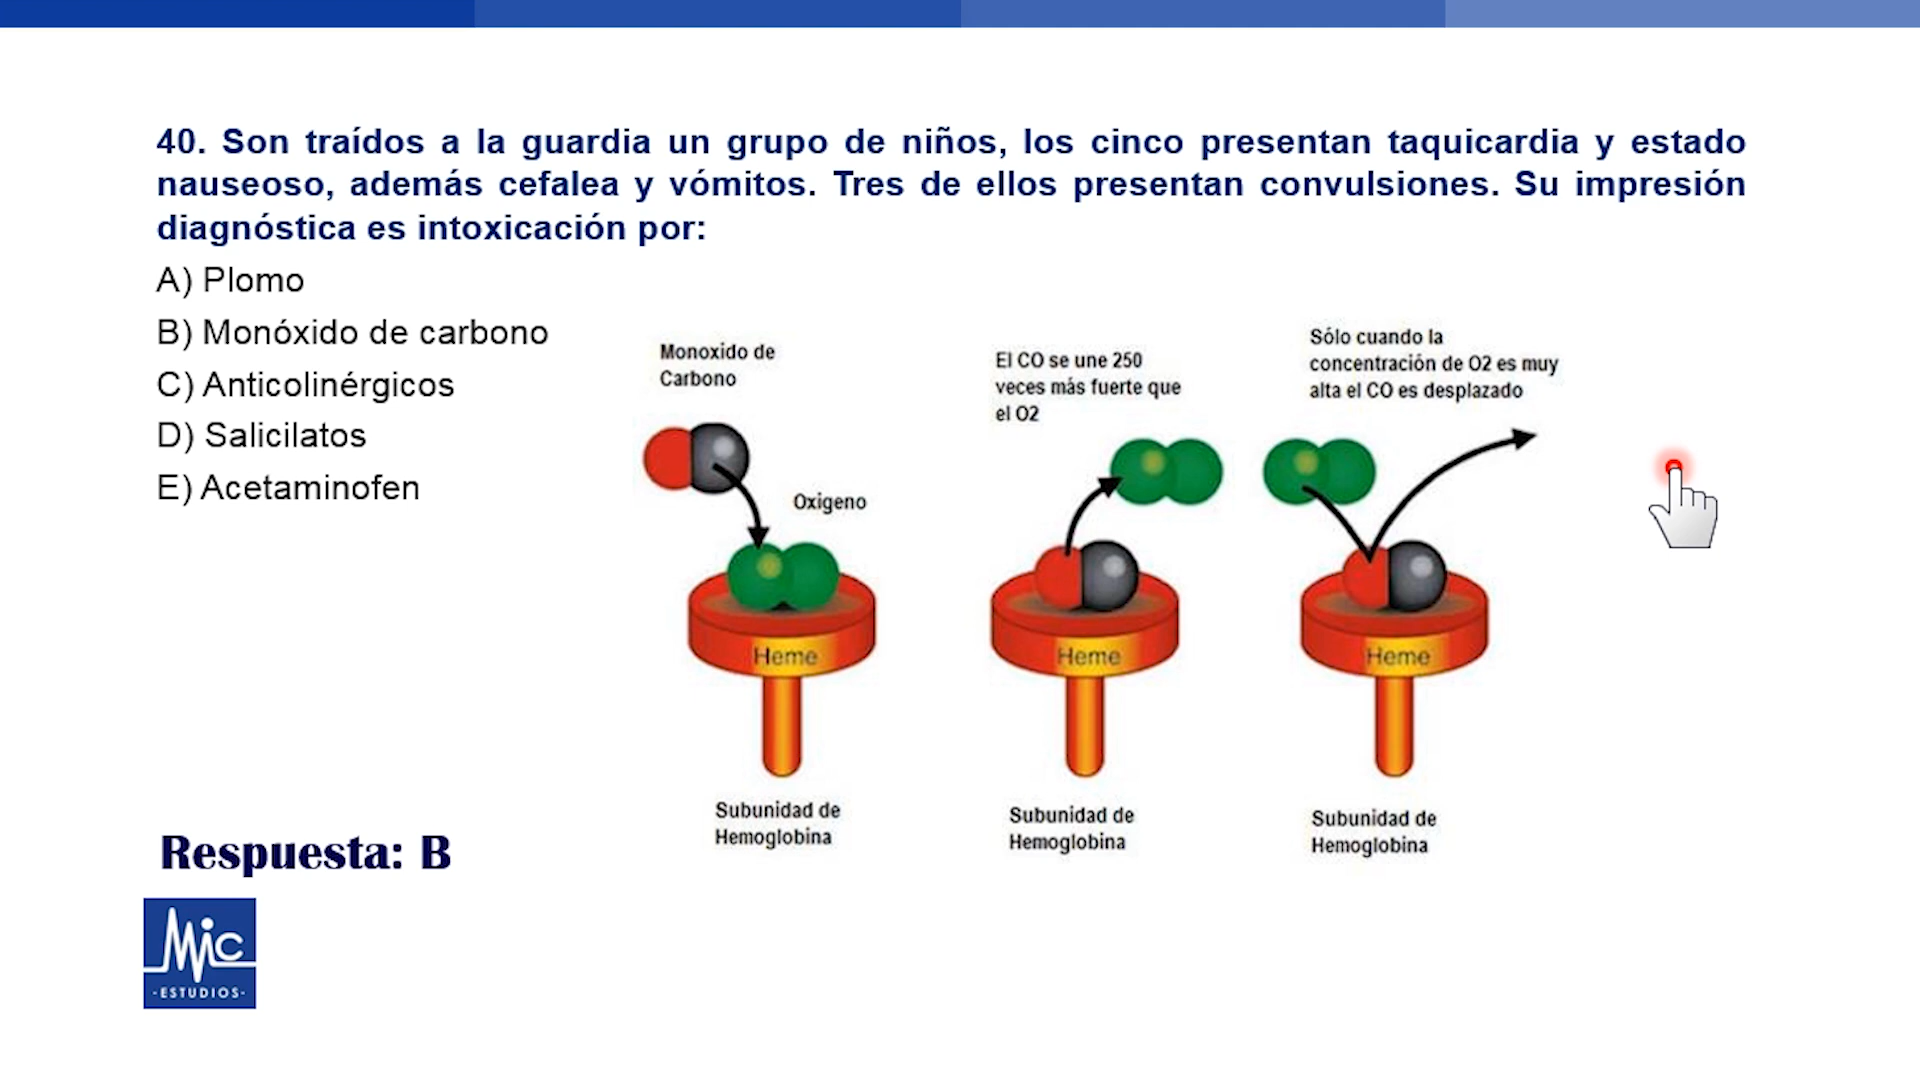 40. Son traídos a la guardia un grupo de niños, los cinco presentan taquicardia y estado
nauseoso, además cefalea y vómitos. Tres de ellos presentan convulsiones. Su impresión
diagnóstica es intoxicación por:
A) Plomo
B) Monóxido de carbono
C) Anticolinérgicos
D) Salicilatos
E) Acetaminofen
Monoxido de
Carbono
Oxigeno
Heme
Subunidad de
Hemoglobina
El CO se une 250
veces más fuerte que
el O2
Heme
Subunidad de
Hemoglobina
Sólo cuando la
concentración de O2 es muy
alta el CO es desplazado
Heme
Subunidad de
Hemoglobina
Respuesta: B
Mic
·ESTUDIOS·